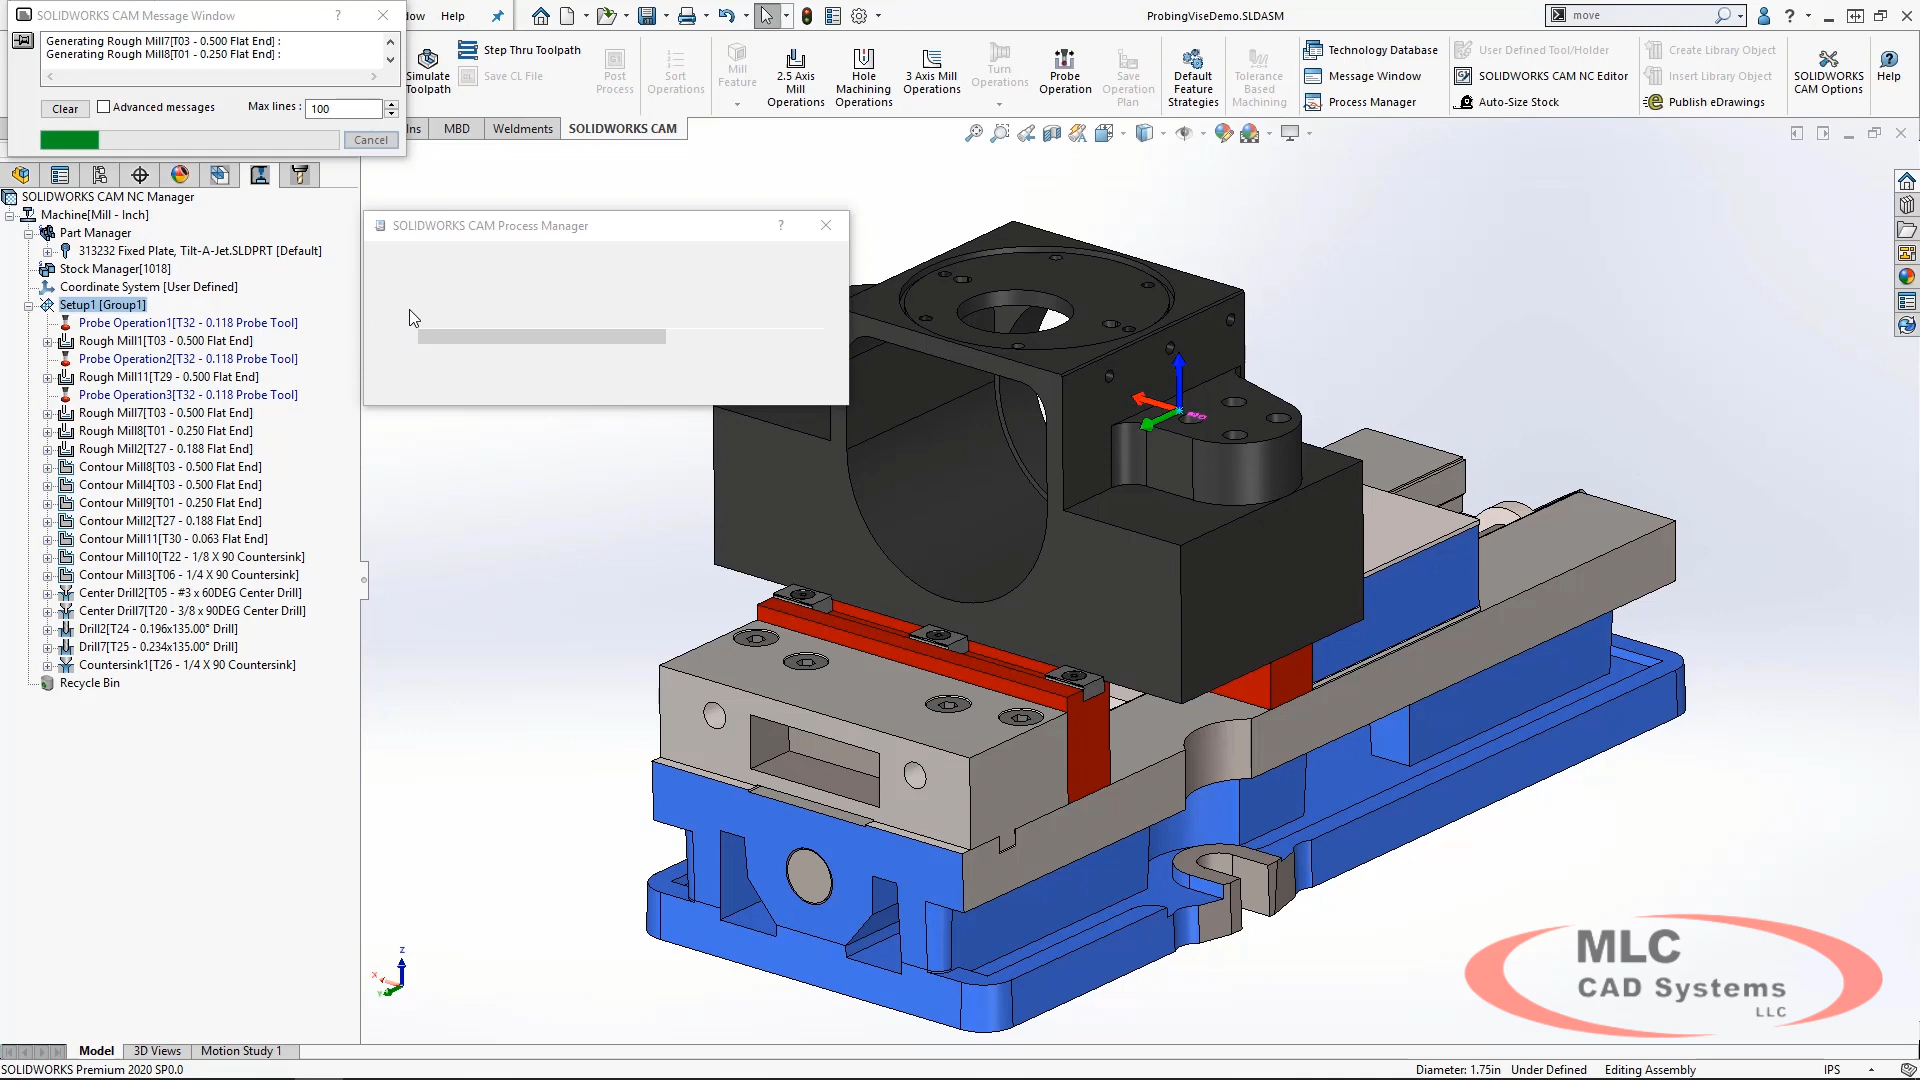 SOLIDWORKS CAM Message Window
Generating Rough Mill7[T03 - 0.500 Flat End] :
Generating Rough Mill8[T01 - 0.250 Flat End] :
Clear
Advanced messages
Max lines :
100
Cancel
Help
ProbingViseDemo.SLDASM
move
Simulate Toolpath
Step Thru Toolpath
Save CL File
Post Process
Sort Operations
Mill Feature
2.5 Axis Mill Operations
Hole Machining Operations
3 Axis Mill Operations
Turn Operations
Probe Operation
Save Operation Plan
Default Feature Strategies
Tolerance Based Machining
Technology Database
Message Window
Process Manager
User Defined Tool/Holder
SOLIDWORKS CAM NC Editor
Auto-Size Stock
Create Library Object
Insert Library Object
Publish eDrawings
SOLIDWORKS CAM Options
Help
MBD
Weldments
SOLIDWORKS CAM
SOLIDWORKS CAM NC Manager
Machine[Mill - Inch]
Part Manager
313232 Fixed Plate, Tilt-A-Jet.SLDPRT [Default]
Stock Manager[1018]
Coordinate System [User Defined]
Setup1 [Group1]
Probe Operation1[T32 - 0.118 Probe Tool]
Rough Mill1[T03 - 0.500 Flat End]
Probe Operation2[T32 - 0.118 Probe Tool]
Rough Mill11[T29 - 0.500 Flat End]
Probe Operation3[T32 - 0.118 Probe Tool]
Rough Mill7[T03 - 0.500 Flat End]
Rough Mill8[T01 - 0.250 Flat End]
Rough Mill2[T27 - 0.188 Flat End]
Contour Mill8[T03 - 0.500 Flat End]
Contour Mill4[T03 - 0.500 Flat End]
Contour Mill9[T01 - 0.250 Flat End]
Contour Mill2[T27 - 0.188 Flat End]
Contour Mill11[T30 - 0.063 Flat End]
Contour Mill10[T22 - 1/8 X 90 Countersink]
Contour Mill3[T06 - 1/4 X 90 Countersink]
Center Drill2[T05 - #3 x 60DEG Center Drill]
Center Drill7[T20 - 3/8 x 90DEG Center Drill]
Drill2[T24 - 0.196x135.00° Drill]
Drill7[T25 - 0.234x135.00° Drill]
Countersink1[T26 - 1/4 X 90 Countersink]
Recycle Bin
SOLIDWORKS CAM Process Manager
Z
X
Y
MLC
CAD Systems
LLC
Model
3D Views
Motion Study 1
SOLIDWORKS Premium 2020 SP0.0
Diameter: 1.75in
Under Defined
Editing Assembly
IPS